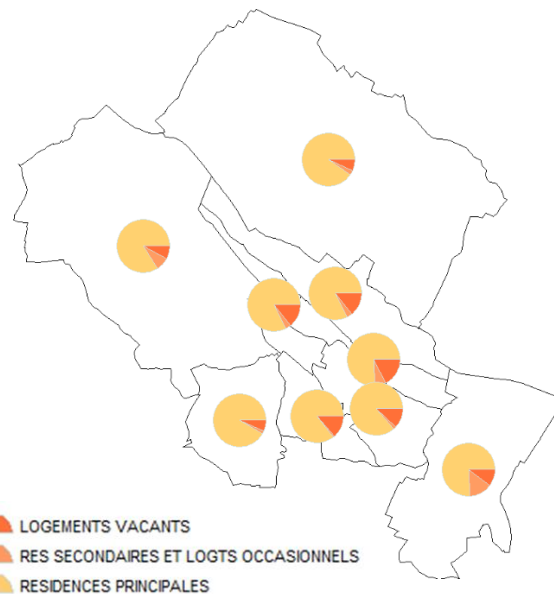 LOGEMENTS VACANTS
RES SECONDAIRES ET LOGTS OCCASIONNELS
RESIDENCES PRINCIPALES